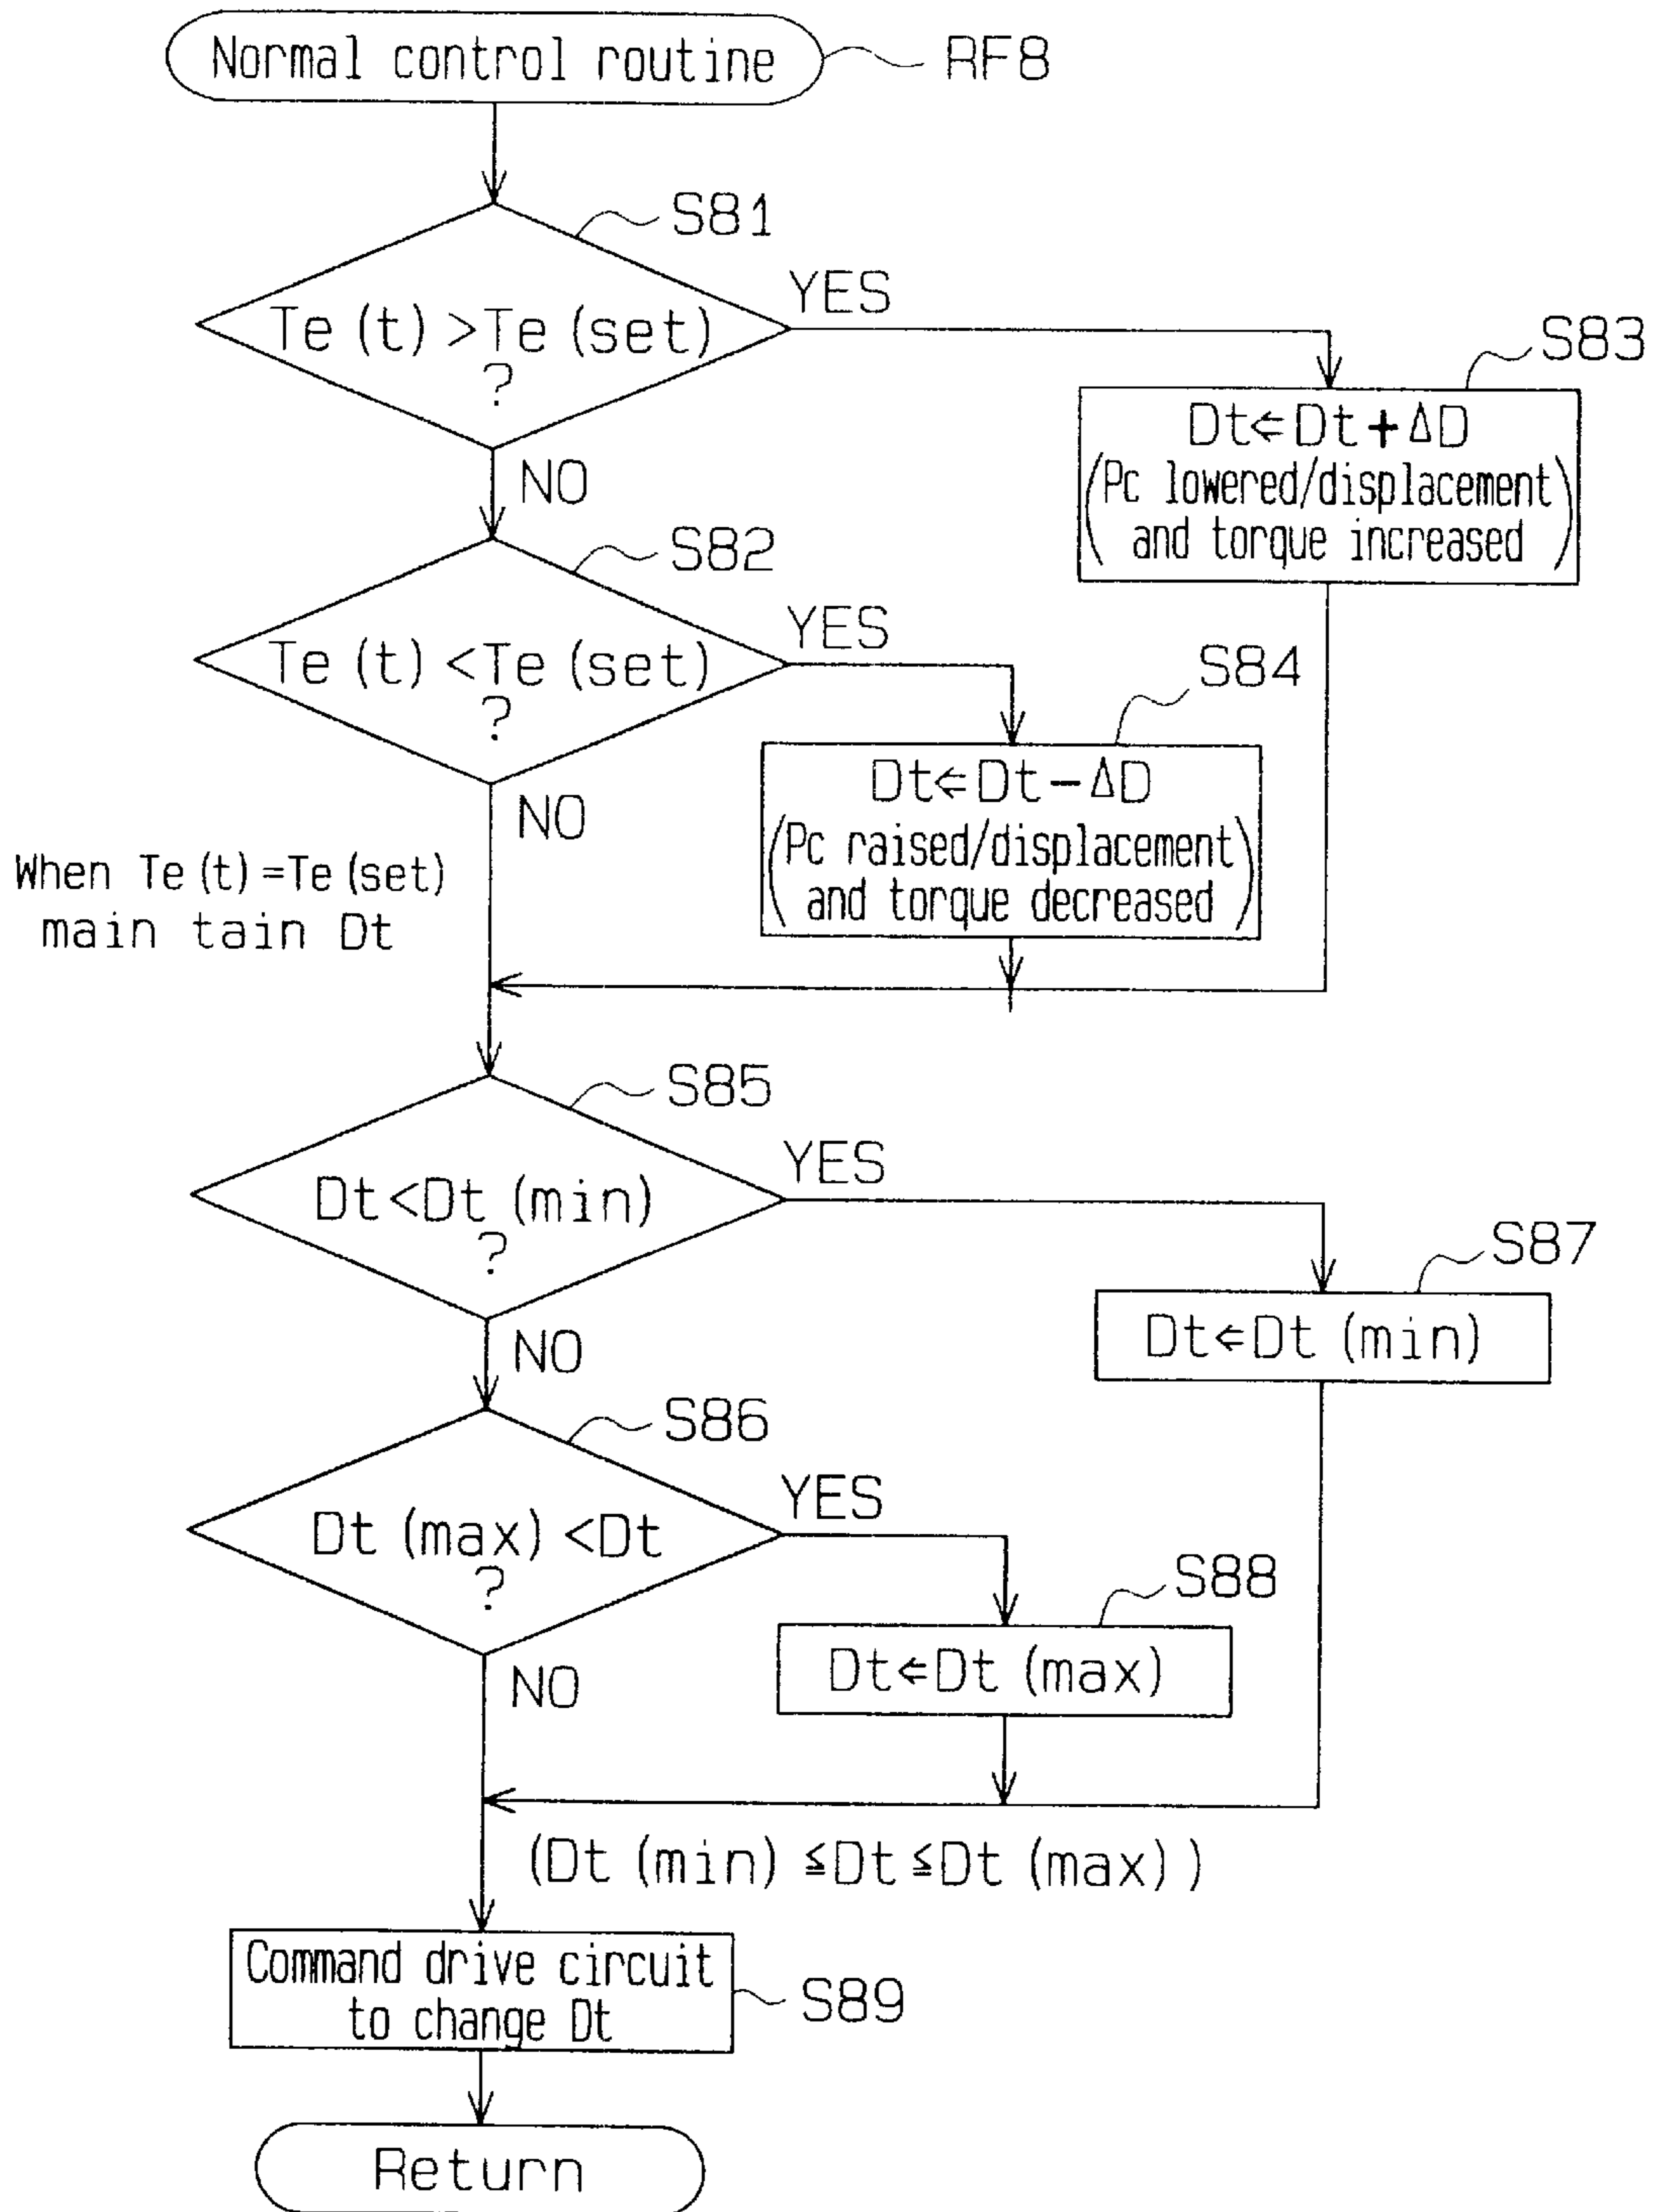 Normal control routine
RF8
S81
Te (t) >Te (set)
?
YES
NO
S83
Dt⇐Dt+ΔD
(Pc lowered/displacement
and torque increased)
S82
Te (t) <Te (set)
?
YES
NO
S84
Dt⇐Dt-ΔD
(Pc raised/displacement
and torque decreased)
When Te (t) =Te (set)
main tain Dt
S85
Dt<Dt (min)
?
YES
NO
S87
Dt⇐Dt (min)
S86
Dt (max) <Dt
?
YES
NO
S88
Dt⇐Dt (max)
(Dt (min) ≦Dt ≦Dt (max) )
Command drive circuit
to change Dt
S89
Return